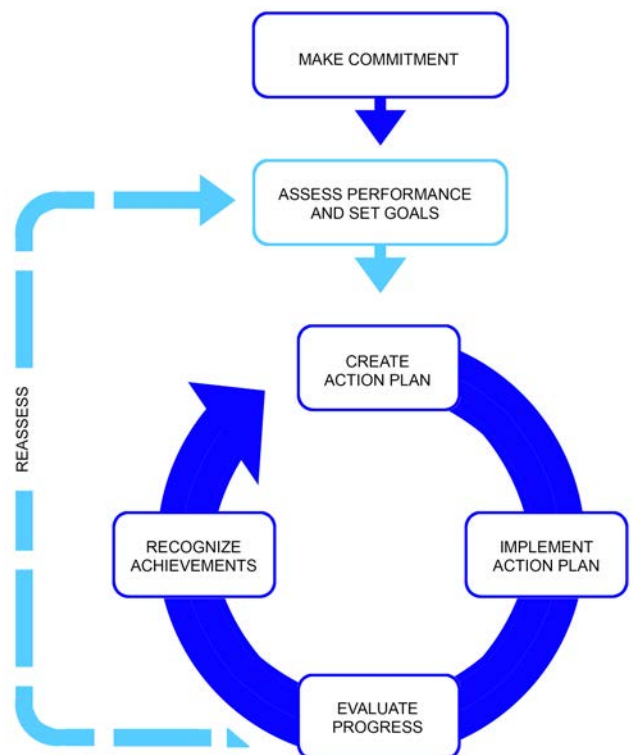 MAKE COMMITMENT
ASSESS PERFORMANCE
AND SET GOALS
CREATE
ACTION PLAN
REASSESS
RECOGNIZE
ACHIEVEMENTS
IMPLEMENT
ACTION PLAN
EVALUATE
PROGRESS